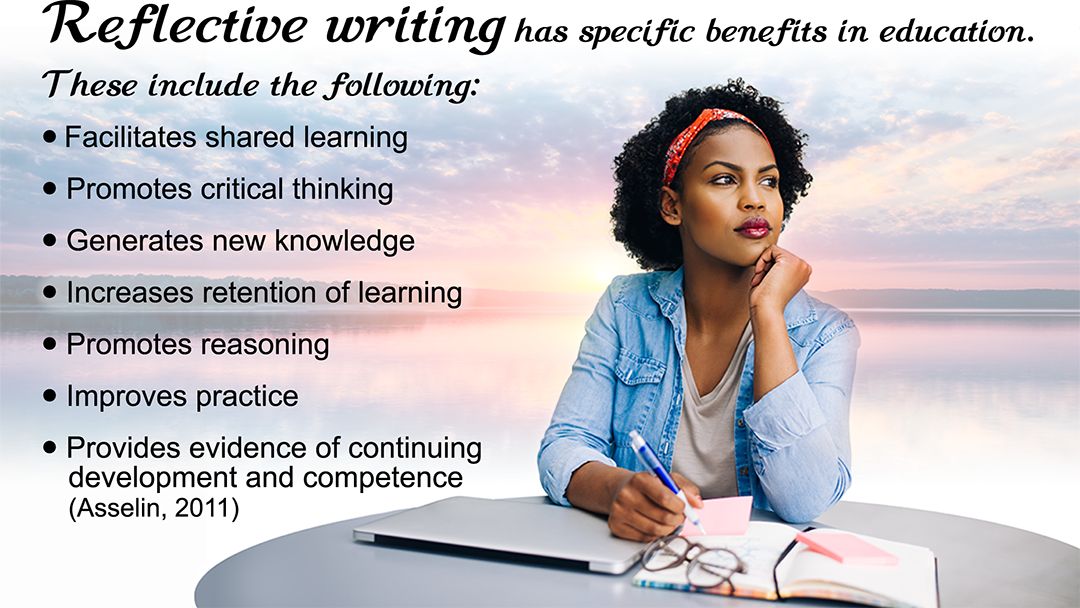 Reflective writing has specific benefits in education.
These include the following:
• Facilitates shared learning
• Promotes critical thinking
• Generates new knowledge
• Increases retention of learning
• Promotes reasoning
• Improves practice
• Provides evidence of continuing
development and competence
(Asselin, 2011)